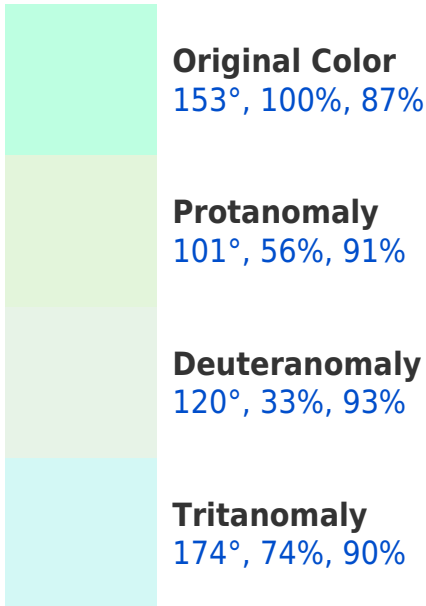 Original Color
153°, 100%, 87%
Protanomaly
101°, 56%, 91%
Deuteranomaly
120°, 33%, 93%
Tritanomaly
174°, 74%, 90%